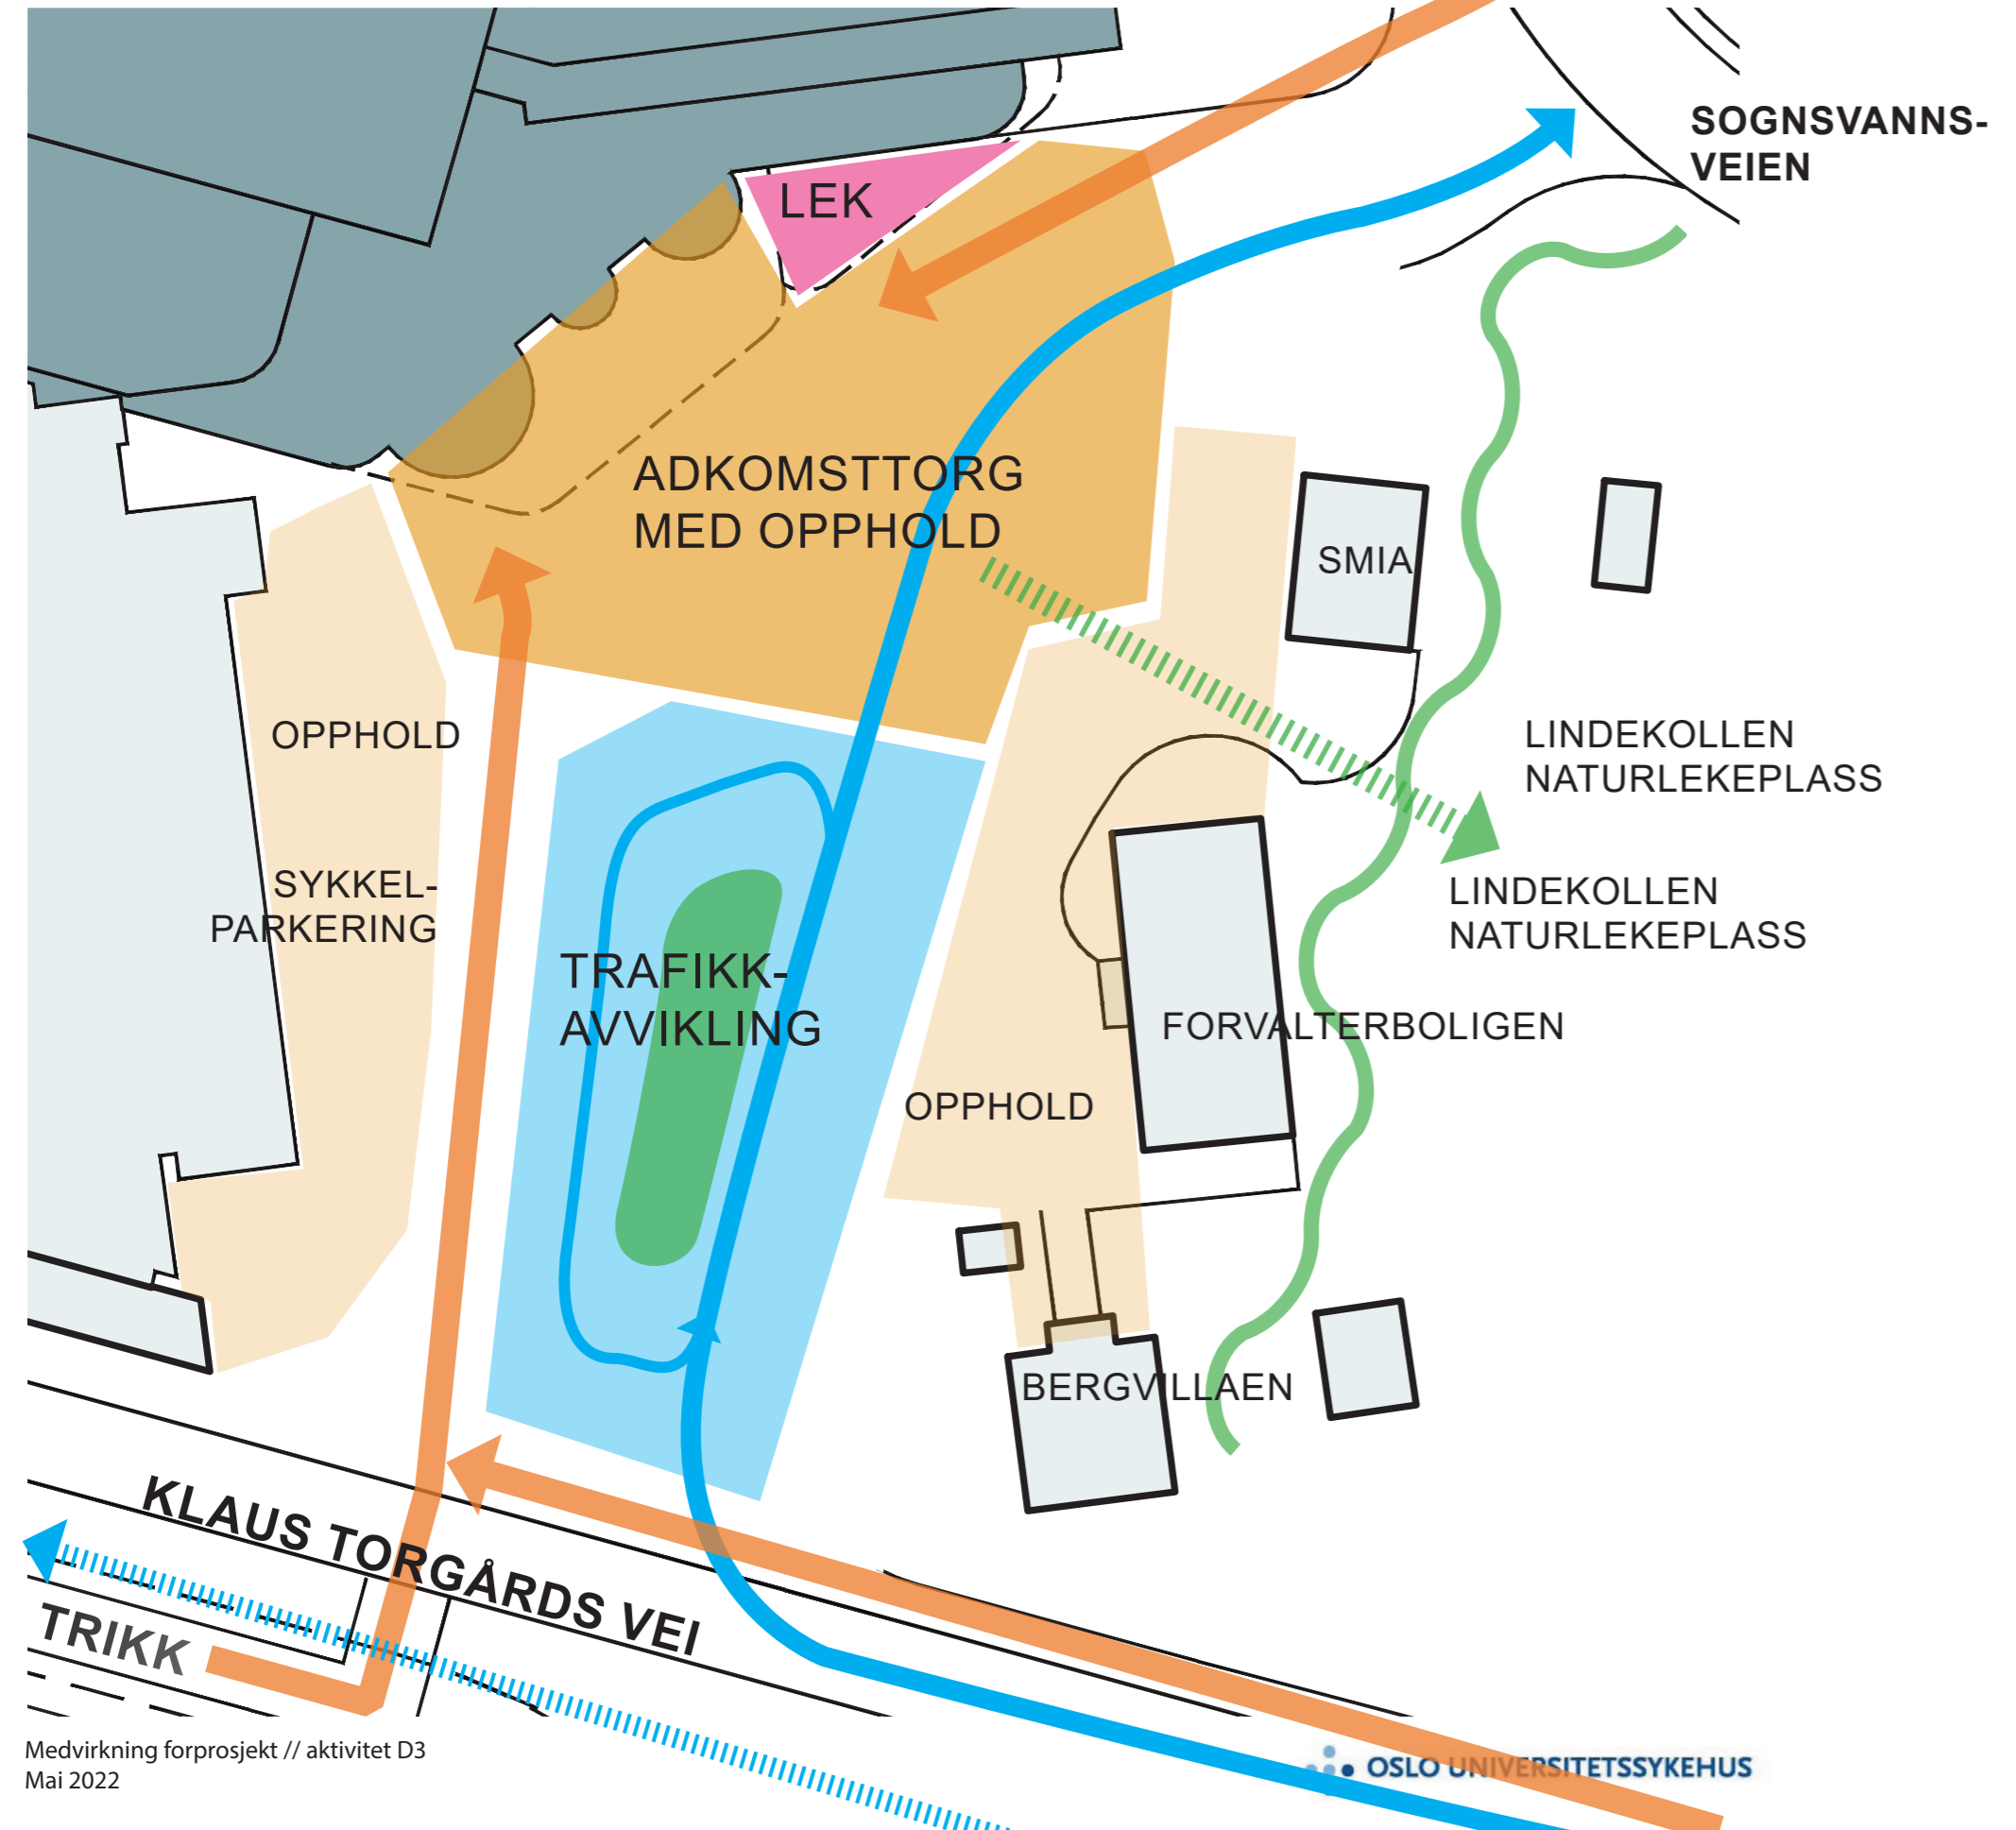 SOGNSVANNS-
VEIEN
LEK
ADKOMSTTORG
MED OPPHOLD
SMIA
OPPHOLD
LINDEKOLLEN
NATURLEKEPLASS
SYKKEL-
PARKERING
LINDEKOLLEN
NATURLEKEPLASS
TRAFIKK-
AVVIKLING
FORVALTERBOLIGEN
OPPHOLD
BERGVILLAEN
KLAUS TORGÅRDS VEI
TRIKK
Medvirkning forprosjekt // aktivitet D3
Mai 2022
OSLO UNIVERSITETSSYKEHUS